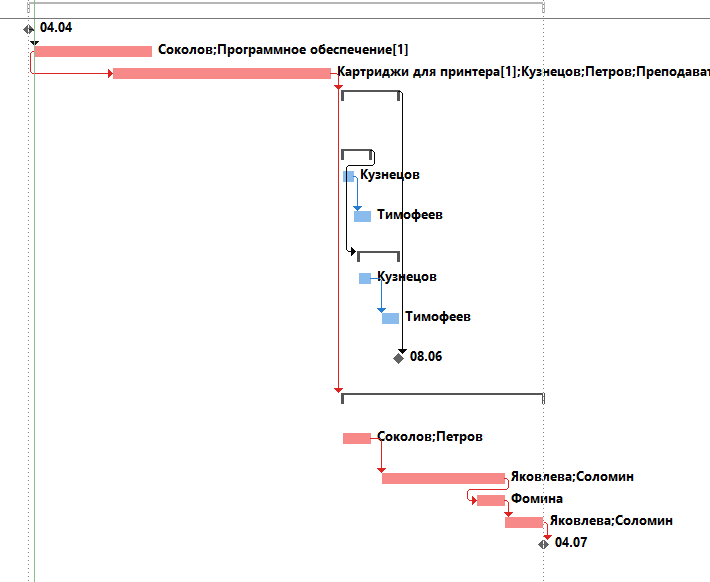 04.04
Соколов;Программное обеспечение[1]
Картриджи для принтера[1];Кузнецов;Петров;Преподават
Кузнецов
Тимофеев
Кузнецов
Тимофеев
08.06
Соколов;Петров
Яковлева;Соломин
Фомина
Яковлева;Соломин
04.07